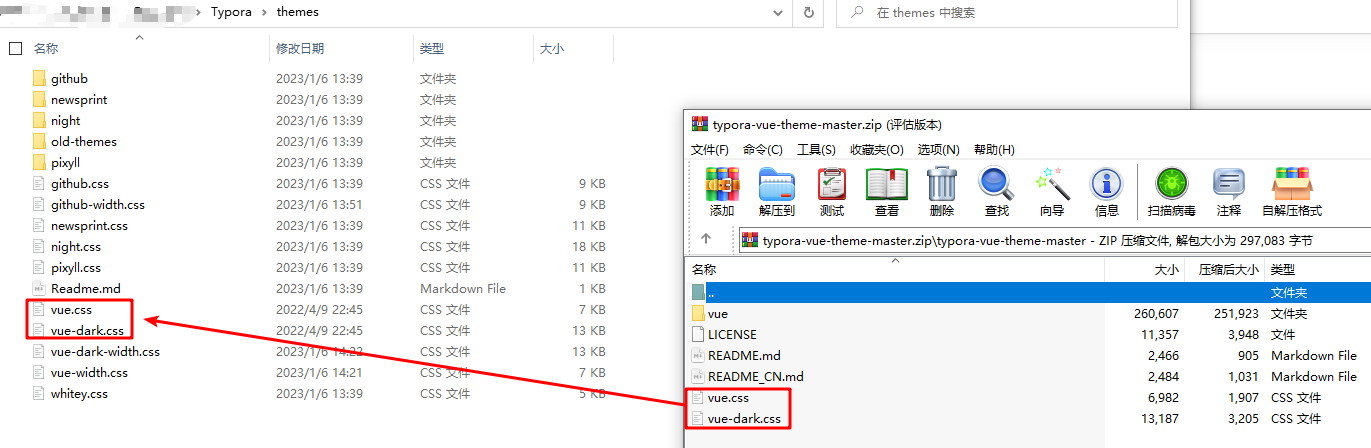 Typora > themes
在 themes 中搜索
名称 修改日期 类型 大小
github 2023/1/6 13:39 文件夹
newsprint 2023/1/6 13:39 文件夹
night 2023/1/6 13:39 文件夹
old-themes 2023/1/6 13:39 文件夹
pixyll 2023/1/6 13:39 文件夹
github.css 2023/1/6 13:39 CSS 文件 9 KB
github-width.css 2023/1/6 13:51 CSS 文件 9 KB
newsprint.css 2023/1/6 13:39 CSS 文件 11 KB
night.css 2023/1/6 13:39 CSS 文件 18 KB
pixyll.css 2023/1/6 13:39 CSS 文件 11 KB
Readme.md 2023/1/6 13:39 Markdown File 1 KB
vue.css 2022/4/9 22:45 CSS 文件 7 KB
vue-dark.css 2022/4/9 22:45 CSS 文件 13 KB
vue-dark-width.css 2023/1/6 14:22 CSS 文件 13 KB
vue-width.css 2023/1/6 14:21 CSS 文件 7 KB
whitey.css 2023/1/6 13:39 CSS 文件 5 KB
typora-vue-theme-master.zip (评估版本)
文件(F) 命令(C) 工具(S) 收藏夹(O) 选项(N) 帮助(H)
添加 解压到 测试 查看 删除 查找 向导 信息 扫描病毒 注释 自解压格式
typora-vue-theme-master.zip\typora-vue-theme-master - ZIP 压缩文件, 解包大小为 297,083 字节
名称 大小 压缩后大小 类型
.. 文件夹
vue 260,607 251,923 文件夹
LICENSE 11,357 3,948 文件
README.md 2,466 905 Markdown File
README_CN.md 2,484 1,031 Markdown File
vue.css 6,982 1,907 CSS 文件
vue-dark.css 13,187 3,205 CSS 文件